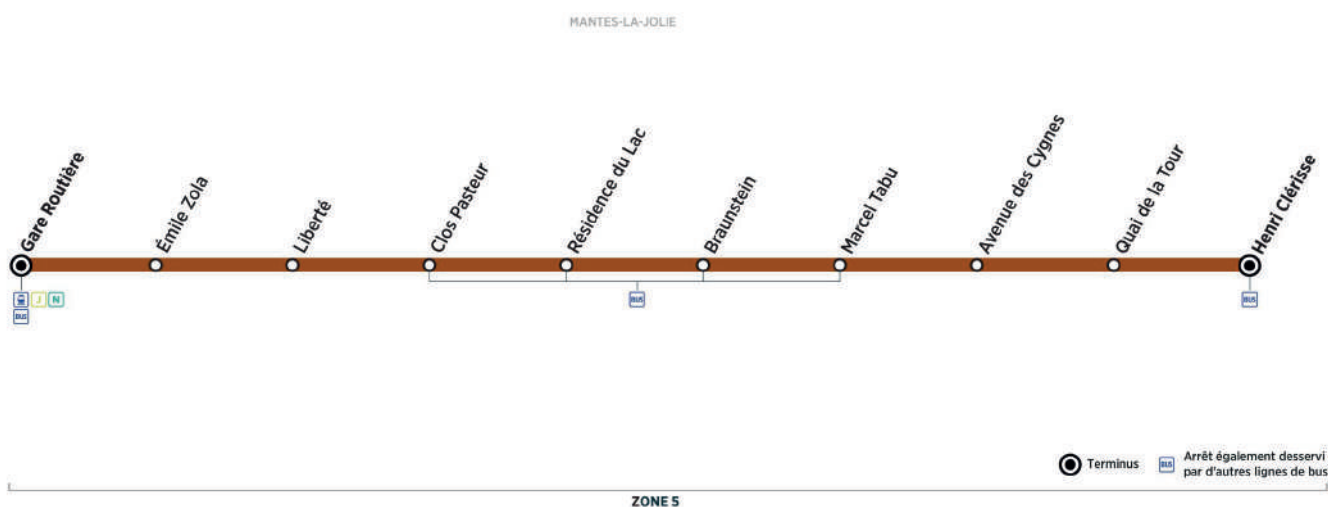 MANTES-LA-JOLIE
Gare Routière
Émile Zola
Liberté
Clos Pasteur
Résidence du Lac
Braunstein
Marcel Tabu
Avenue des Cygnes
Quai de la Tour
Henri Clérisse
J N
BUS
BUS
BUS
Terminus
BUS
Arrêt également desservi
par d'autres lignes de bus
ZONE 5